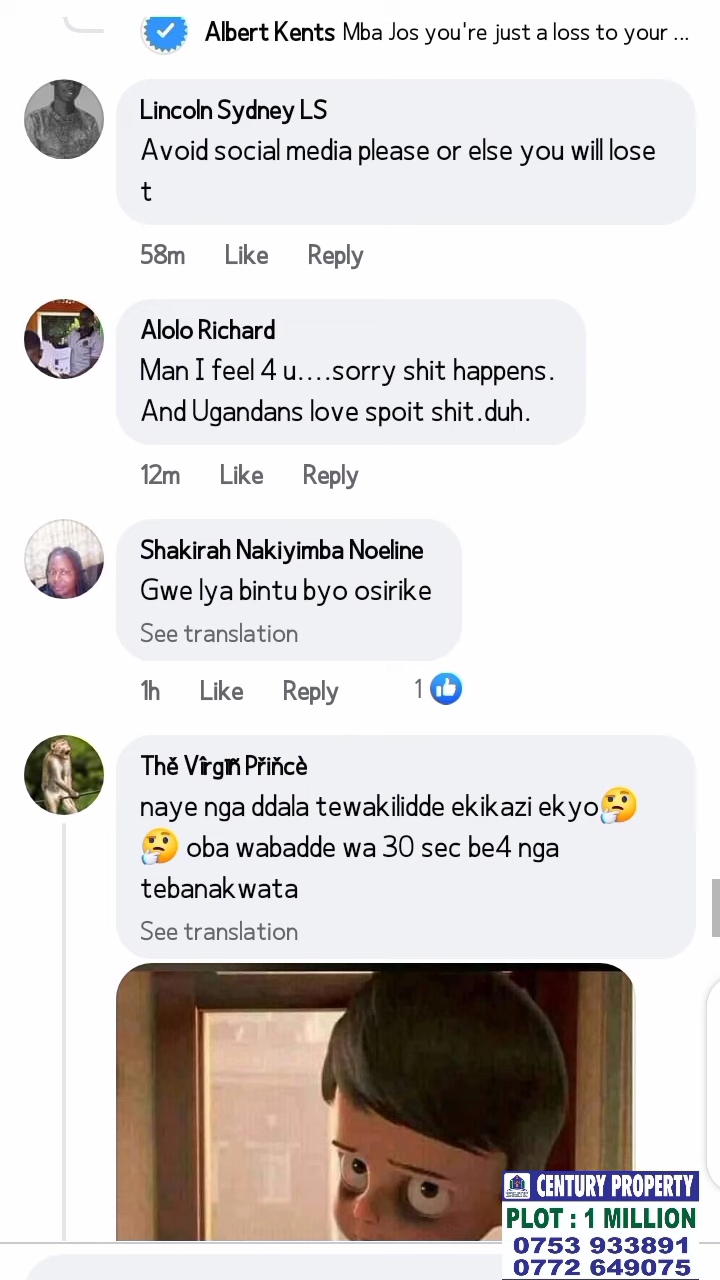 Albert Kents Mba Jos you're just a loss to your ...
Lincoln Sydney LS
Avoid social media please or else you will lose
t
58m Like Reply
Alolo Richard
Man I feel 4 u....sorry shit happens.
And Ugandans love spoit shit.duh.
12m Like Reply
Shakirah Nakiyimba Noeline
Gwe lya bintu byo osirike
See translation
1h Like Reply 1
Thě Vîrgîñ Přiňcè
naye nga ddala tewakilidde ekikazi ekyo🤔
🤔 oba wabadde wa 30 sec be4 nga
tebanakwata
See translation
CENTURY PROPERTY
PLOT : 1 MILLION
0753 933891
0772 649075